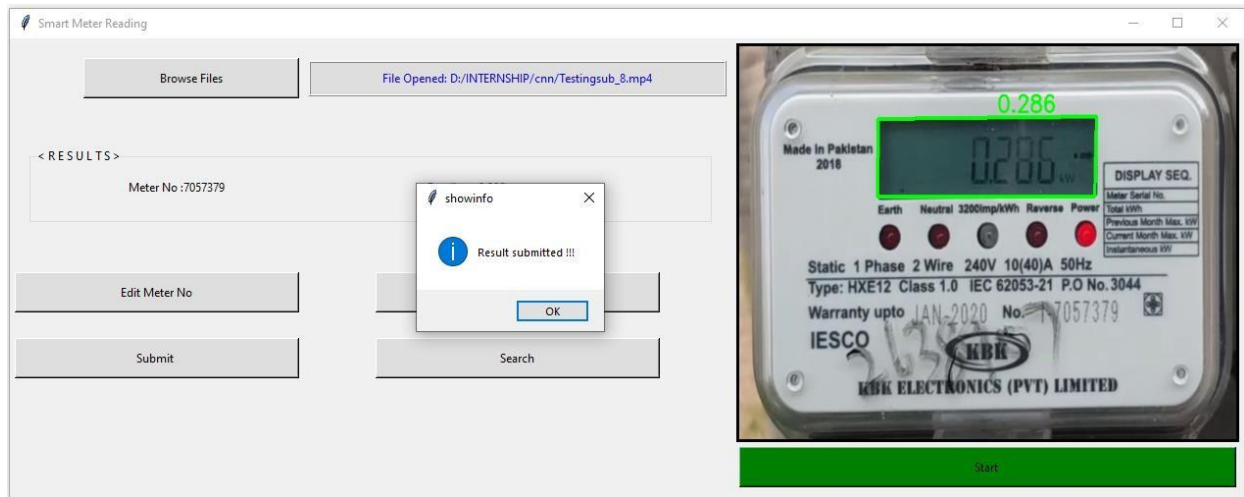 Smart Meter Reading
Browse Files
File Opened: D:/INTERNSHIP/cnn/Testingsub_8.mp4
< R E S U L T S >
Meter No :7057379
showinfo
Result submitted !!!
OK
Edit Meter No
Submit
Search
0.286
0.286 kW
Made In Pakistan
2018
DISPLAY SEQ.
Meter Serial No.
Total kWh
Previous Month Max. kW
Current Month Max. kW
Instantaneous kW
Earth Neutral 3200imp/kWh Reverse Power
Static 1 Phase 2 Wire 240V 10(40)A 50Hz
Type: HXE12 Class 1.0 IEC 62053-21 P.O No. 3044
Warranty upto JAN-2020 No. 7057379
IESCO
KBK
KBK ELECTRONICS (PVT) LIMITED
Start